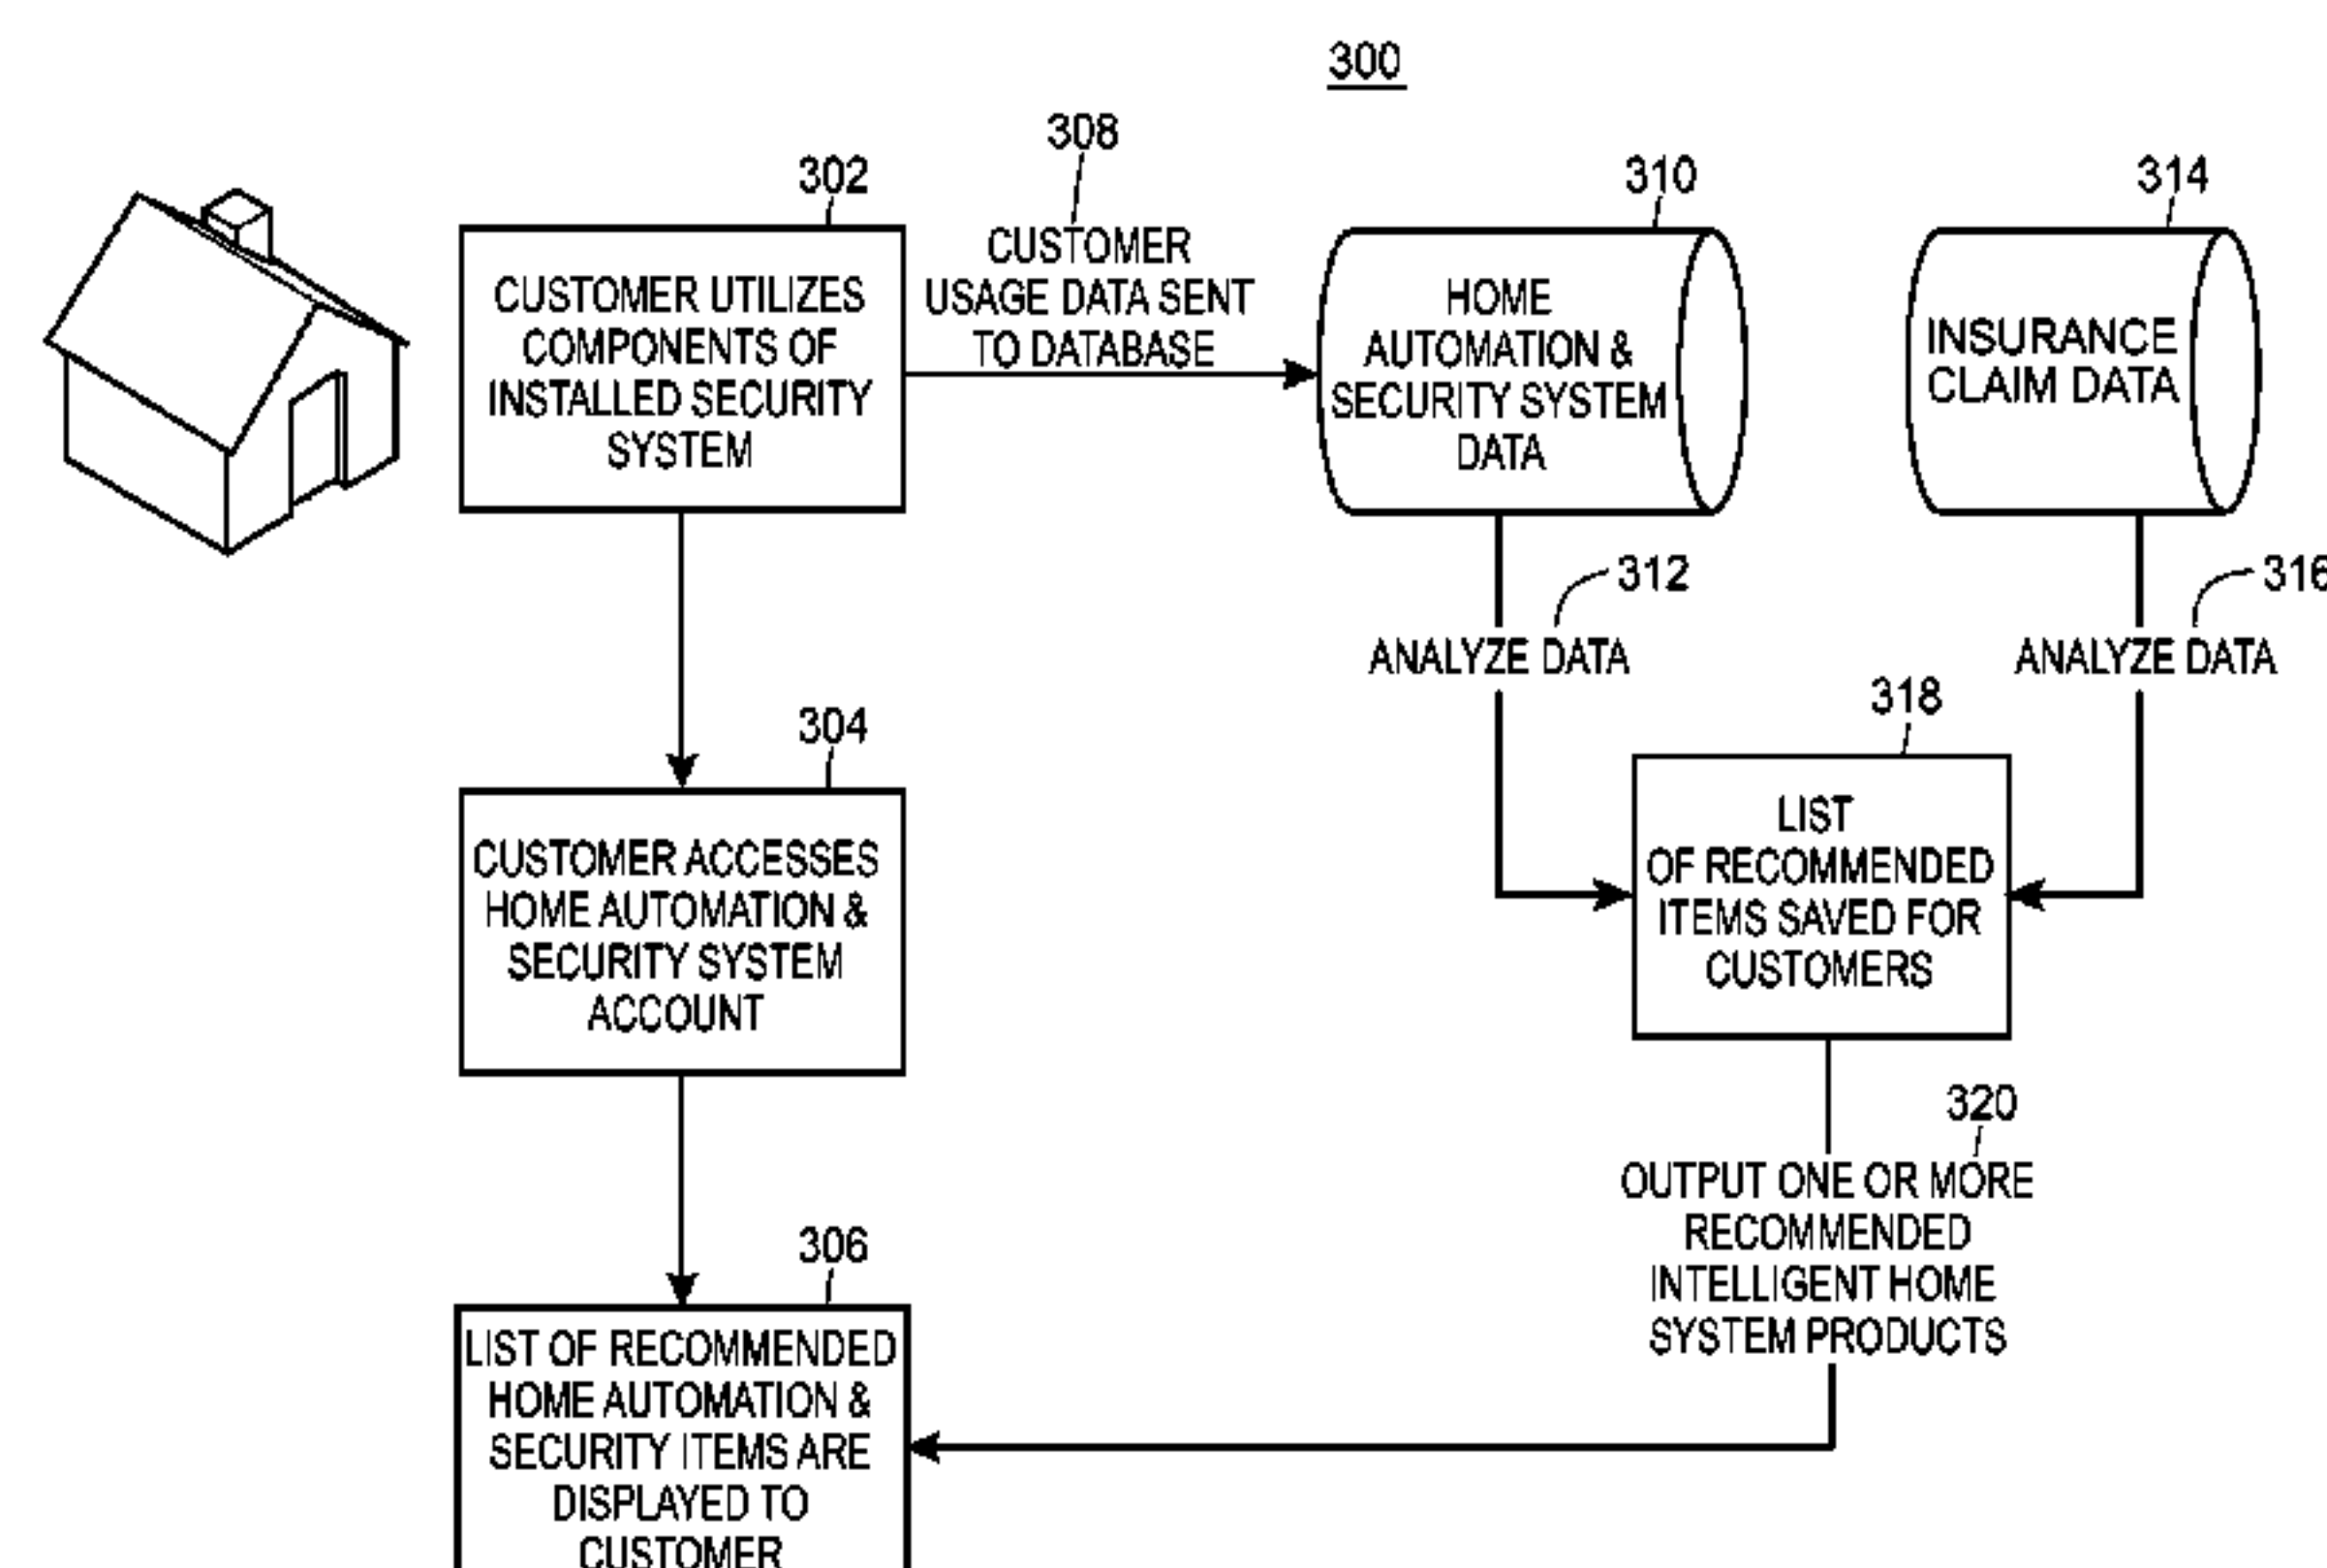 300
308
302
310
314
CUSTOMER UTILIZES
COMPONENTS OF
INSTALLED SECURITY
SYSTEM
CUSTOMER
USAGE DATA SENT
TO DATABASE
HOME
AUTOMATION &
SECURITY SYSTEM
DATA
INSURANCE
CLAIM DATA
312
316
ANALYZE DATA
ANALYZE DATA
304
318
CUSTOMER ACCESSES
HOME AUTOMATION &
SECURITY SYSTEM
ACCOUNT
LIST
OF RECOMMENDED
ITEMS SAVED FOR
CUSTOMERS
320
OUTPUT ONE OR MORE
RECOMMENDED
INTELLIGENT HOME
SYSTEM PRODUCTS
306
LIST OF RECOMMENDED
HOME AUTOMATION &
SECURITY ITEMS ARE
DISPLAYED TO
CUSTOMER